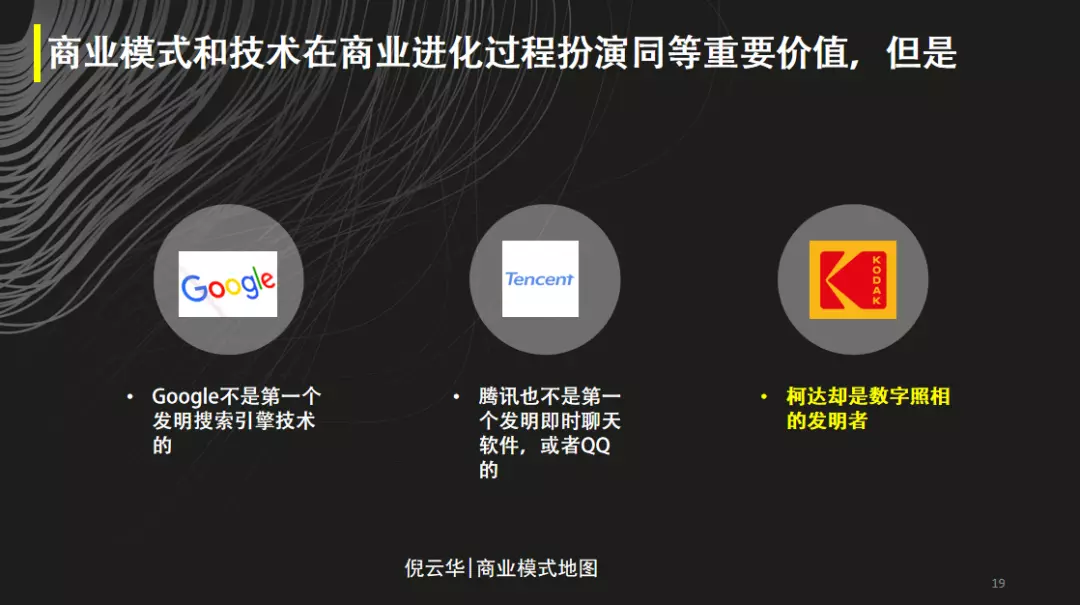 商业模式和技术在商业进化过程扮演同等重要价值，但是
Google
Tencent
KODAK
• Google不是第一个
发明搜索引擎技术
的
• 腾讯也不是第一
个发明即时聊天
软件，或者QQ
的
• 柯达却是数字照相
的发明者
倪云华|商业模式地图
19